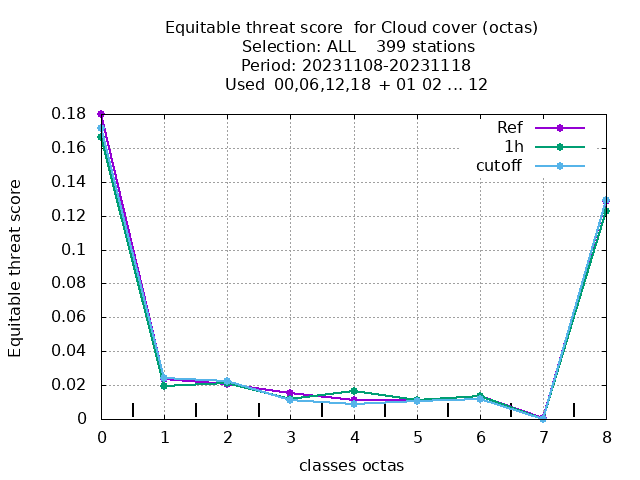 Equitable threat score  for Cloud cover (octas)
Selection: ALL    399 stations
Period: 20231108-20231118
Used  00,06,12,18  + 01 02 ... 12
Ref
1h
cutoff
Equitable threat score
0.18
0.16
0.14
0.12
0.1
0.08
0.06
0.04
0.02
0
0 1 2 3 4 5 6 7 8
classes octas